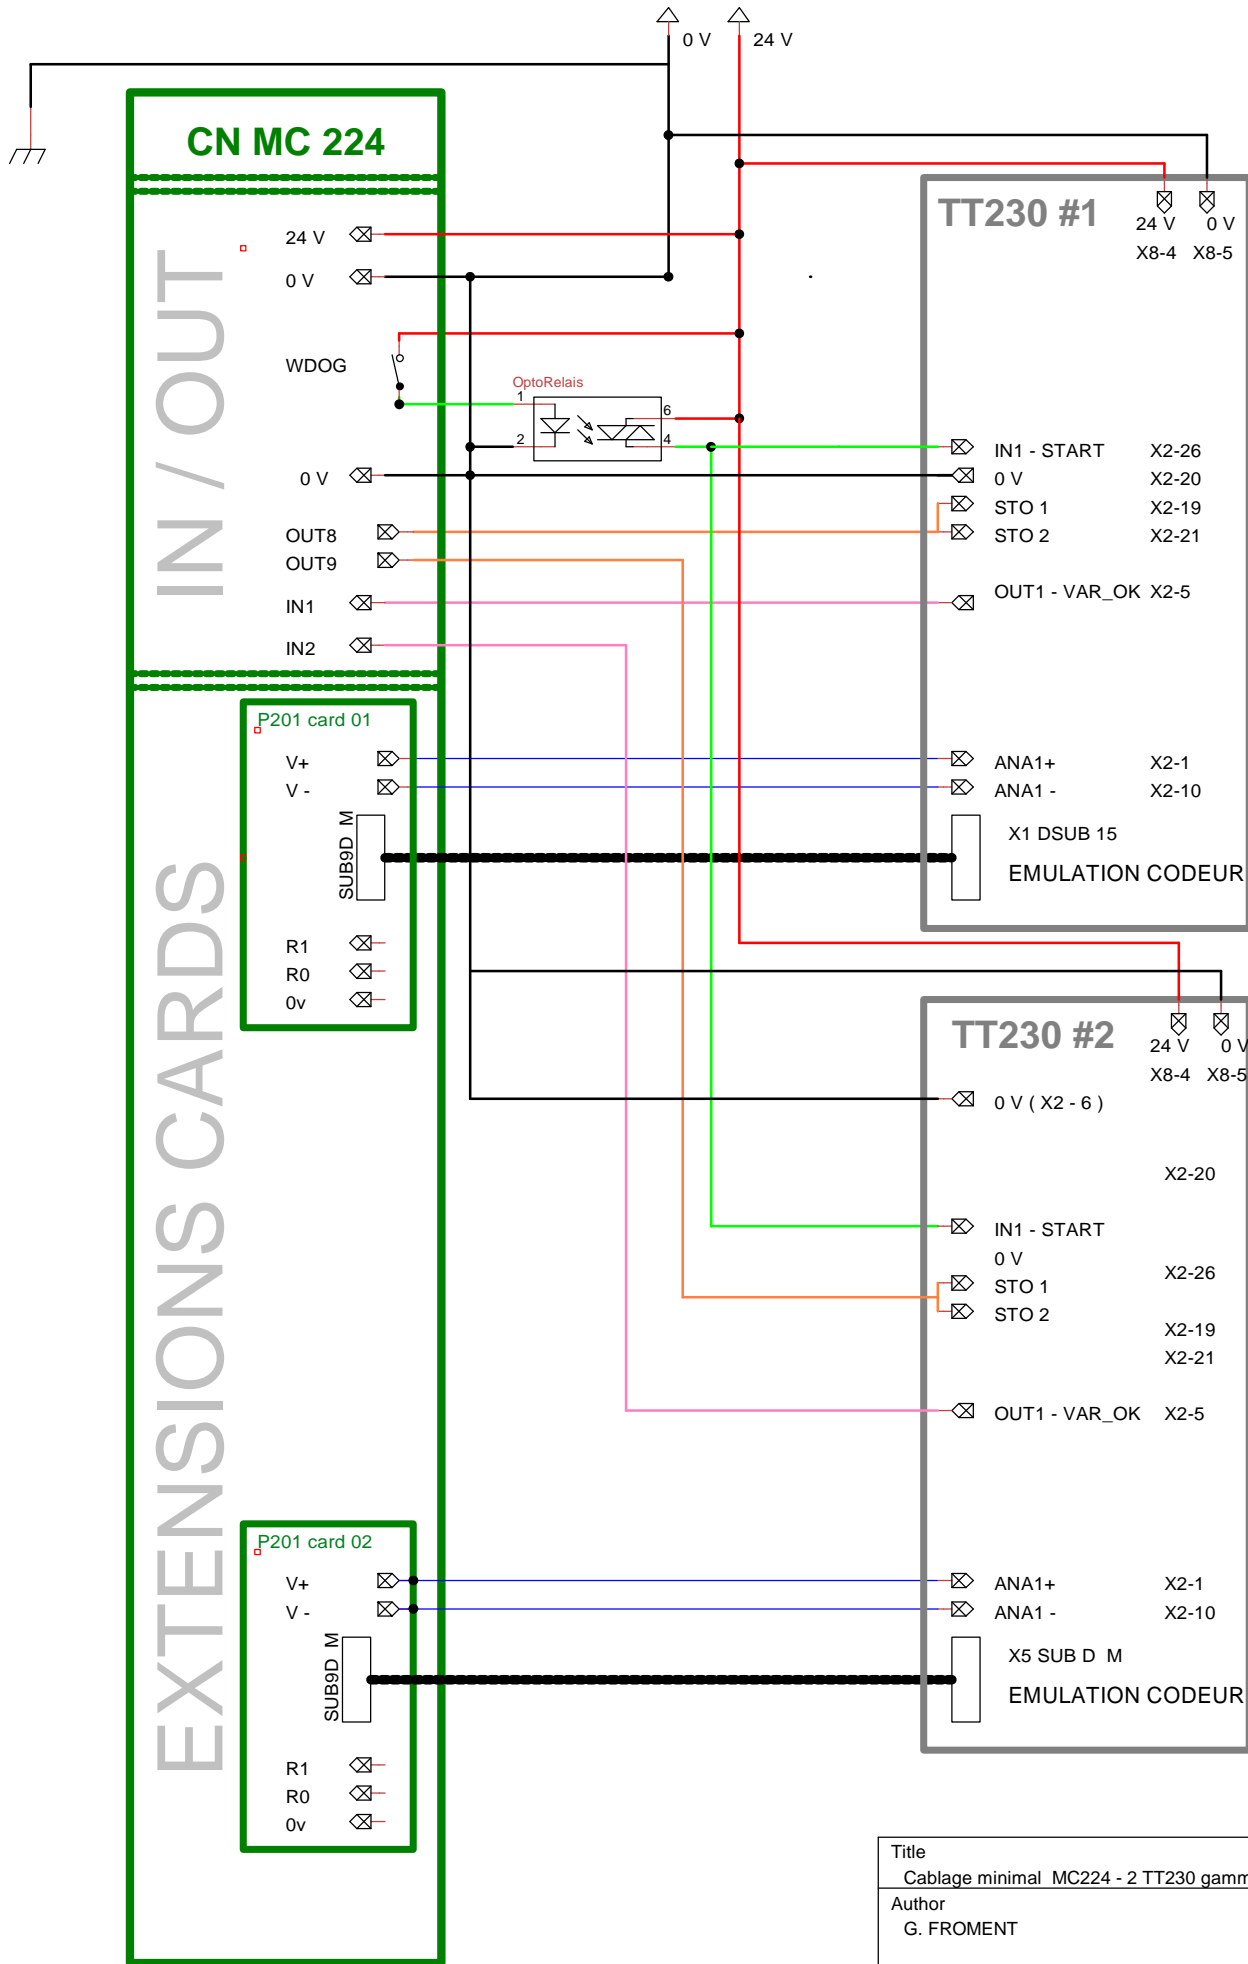 0 V
24 V
CN MC 224
IN / OUT
24 V
0 V
WDOG
OptoRelais
1
2
6
4
0 V
OUT8
OUT9
IN1
IN2
TT230 #1
24 V
0 V
X8-4
X8-5
IN1 - START X2-26
0 V X2-20
STO 1 X2-19
STO 2 X2-21
OUT1 - VAR_OK X2-5
EXTENSIONS CARDS
P201 card 01
V+
V -
SUB9D M
R1
R0
0v
ANA1+ X2-1
ANA1 - X2-10
X1 DSUB 15
EMULATION CODEUR
TT230 #2
24 V
0 V
X8-4
X8-5
0 V ( X2 - 6 )
X2-20
IN1 - START
0 V
X2-26
STO 1
STO 2
X2-19
X2-21
OUT1 - VAR_OK X2-5
P201 card 02
V+
V -
SUB9D M
R1
R0
0v
ANA1+ X2-1
ANA1 - X2-10
X5 SUB D M
EMULATION CODEUR
Title
Cablage minimal MC224 - 2 TT230 gamm
Author
G. FROMENT